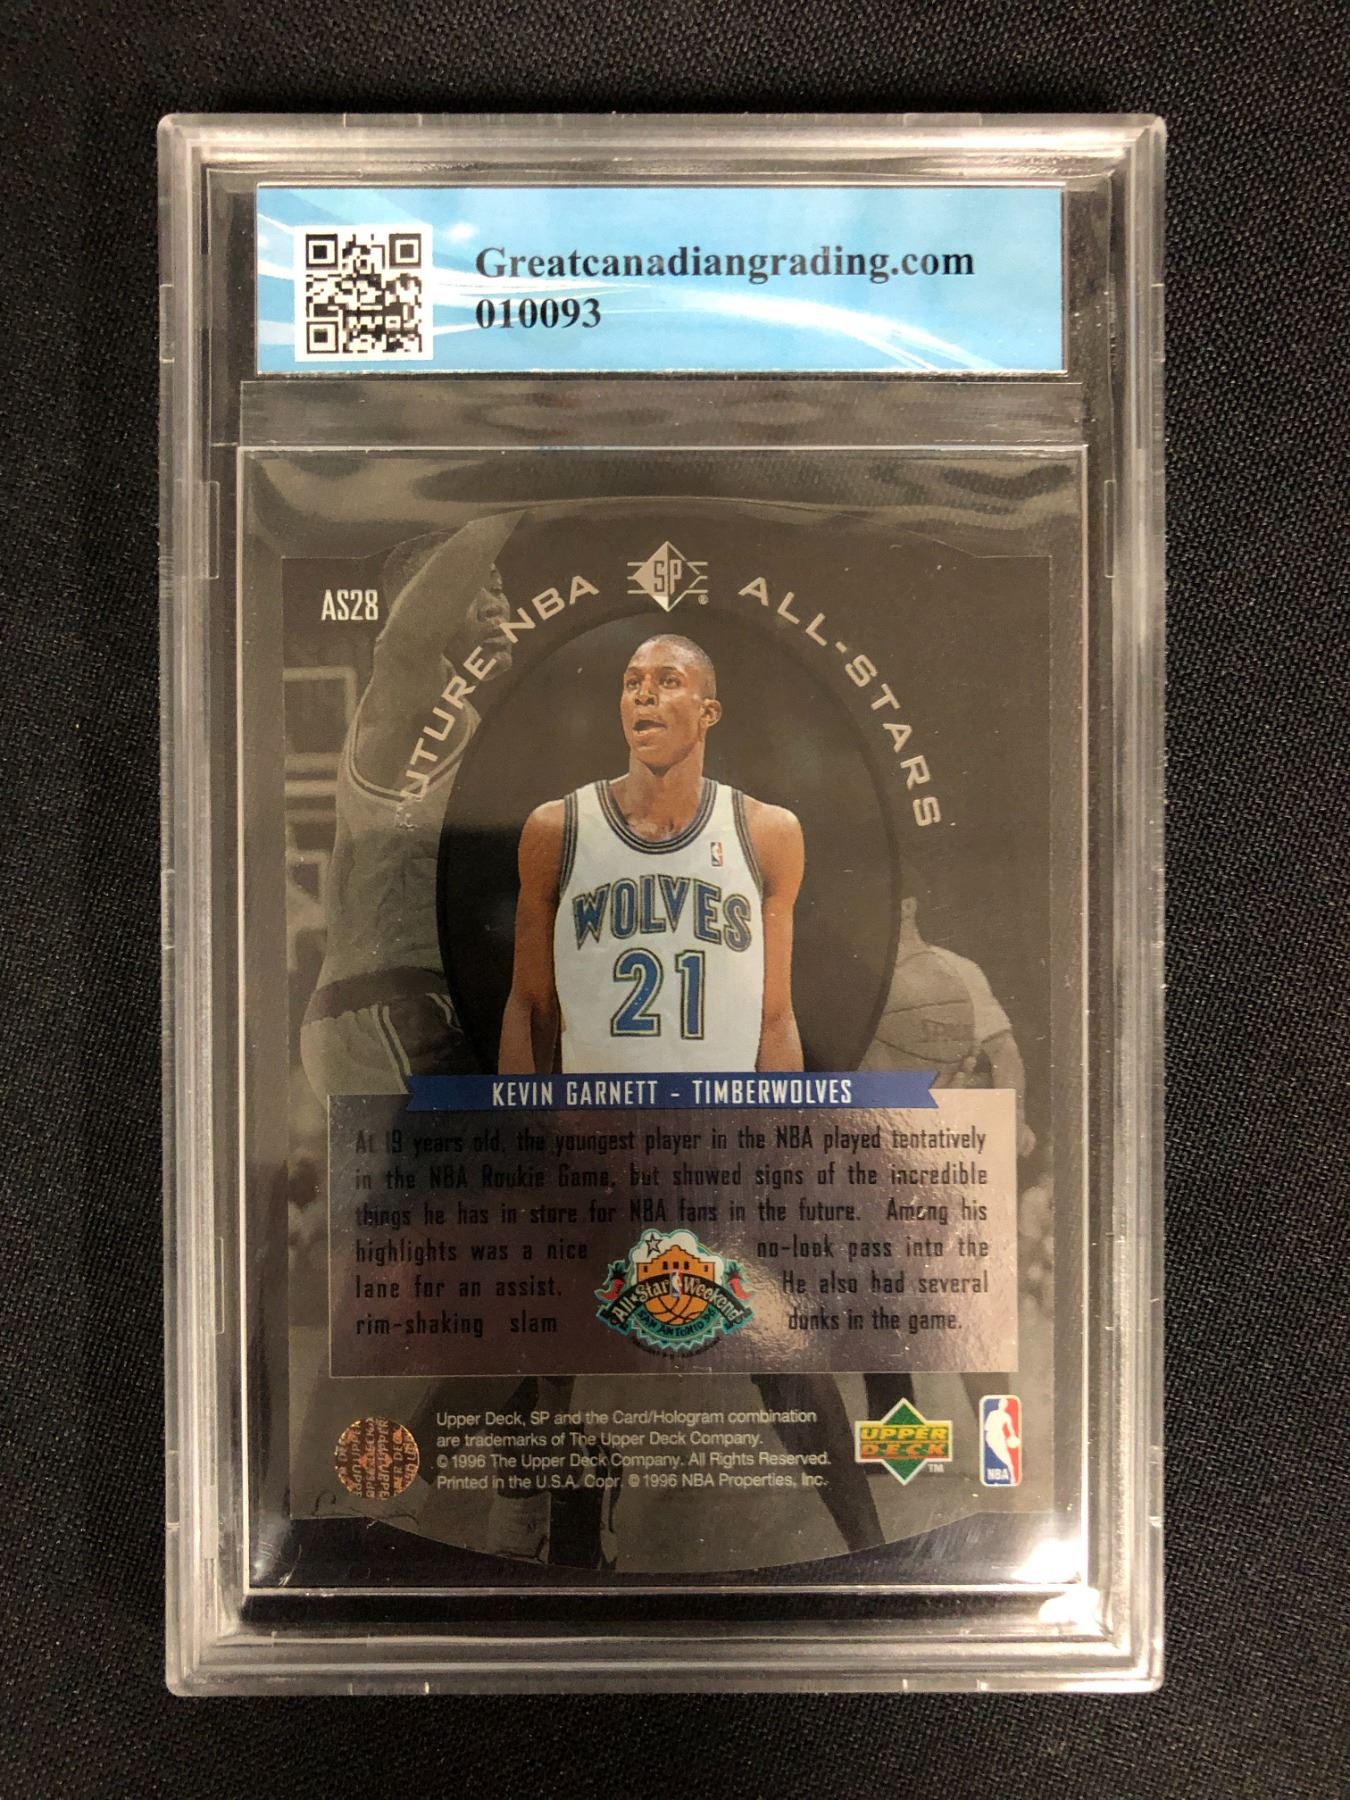 Greatcanadiangrading.com
010093
AS28
FUTURE NBA SP® ALL-STARS
WOLVES
21
KEVIN GARNETT - TIMBERWOLVES
At 19 years old, the youngest player in the NBA played tentatively
in the NBA Rookie Game, but showed signs of the incredible
things he has in store for NBA fans in the future. Among his
highlights was a nice no-look pass into the
lane for an assist. He also had several
rim-shaking slam dunks in the game.
All★Star Weekend
SAN ANTONIO '96
Upper Deck, SP and the Card/Hologram combination
are trademarks of The Upper Deck Company.
© 1996 The Upper Deck Company. All Rights Reserved.
Printed in the U.S.A. Copr. © 1996 NBA Properties, Inc.
UPPER
DECK
TM
NBA